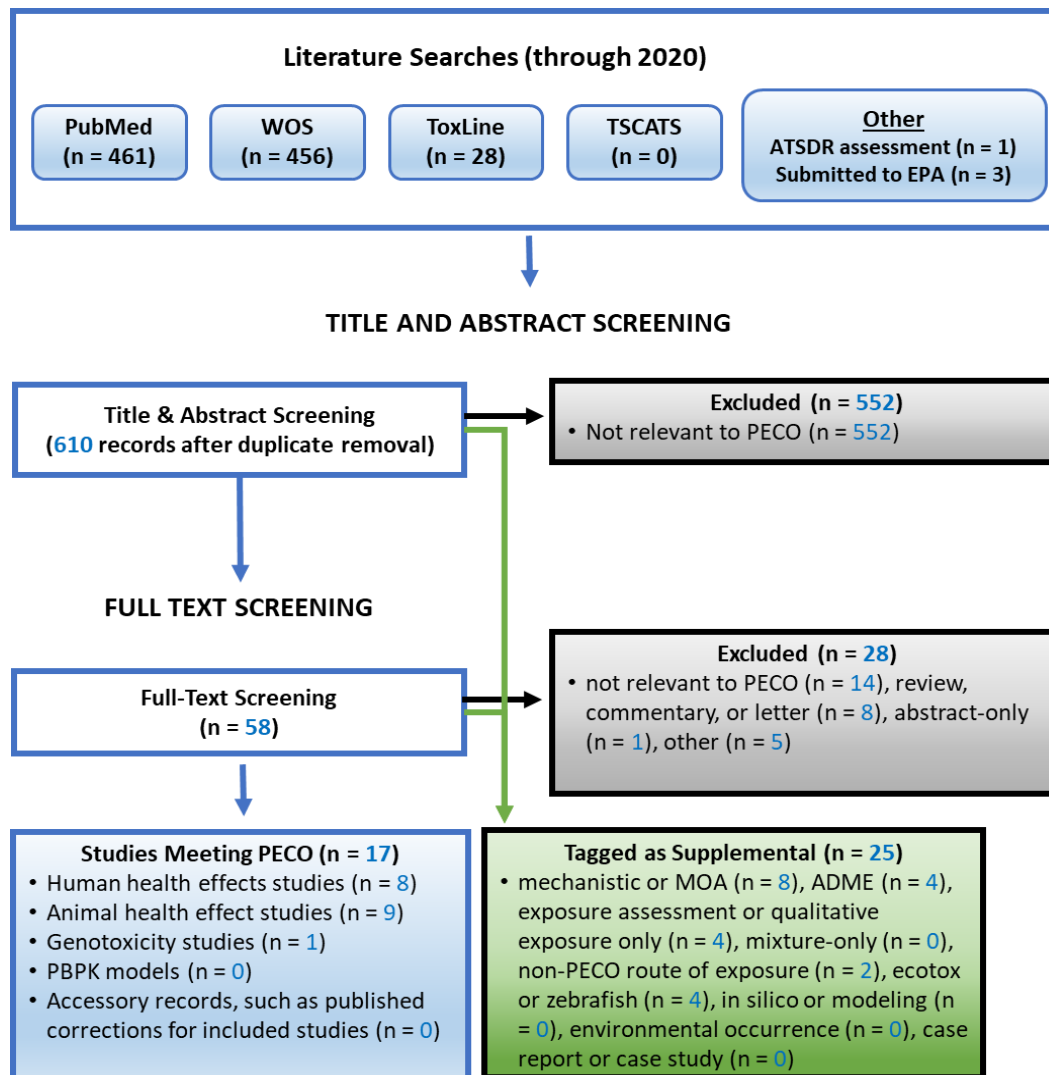 Literature Searches (through 2020)
PubMed
(n = 461)
WOS
(n = 456)
ToxLine
(n = 28)
TSCATS
(n = 0)
Other
ATSDR assessment (n = 1)
Submitted to EPA (n = 3)
TITLE AND ABSTRACT SCREENING
Title & Abstract Screening
(610 records after duplicate removal)
Excluded (n = 552)
• Not relevant to PECO (n = 552)
FULL TEXT SCREENING
Full-Text Screening
(n = 58)
Excluded (n = 28)
• not relevant to PECO (n = 14), review,
commentary, or letter (n = 8), abstract-only
(n = 1), other (n = 5)
Studies Meeting PECO (n = 17)
• Human health effects studies (n = 8)
• Animal health effect studies (n = 9)
• Genotoxicity studies (n = 1)
• PBPK models (n = 0)
• Accessory records, such as published
corrections for included studies (n = 0)
Tagged as Supplemental (n = 25)
• mechanistic or MOA (n = 8), ADME (n = 4),
exposure assessment or qualitative
exposure only (n = 4), mixture-only (n = 0),
non-PECO route of exposure (n = 2), ecotox
or zebrafish (n = 4), in silico or modeling (n
= 0), environmental occurrence (n = 0), case
report or case study (n = 0)